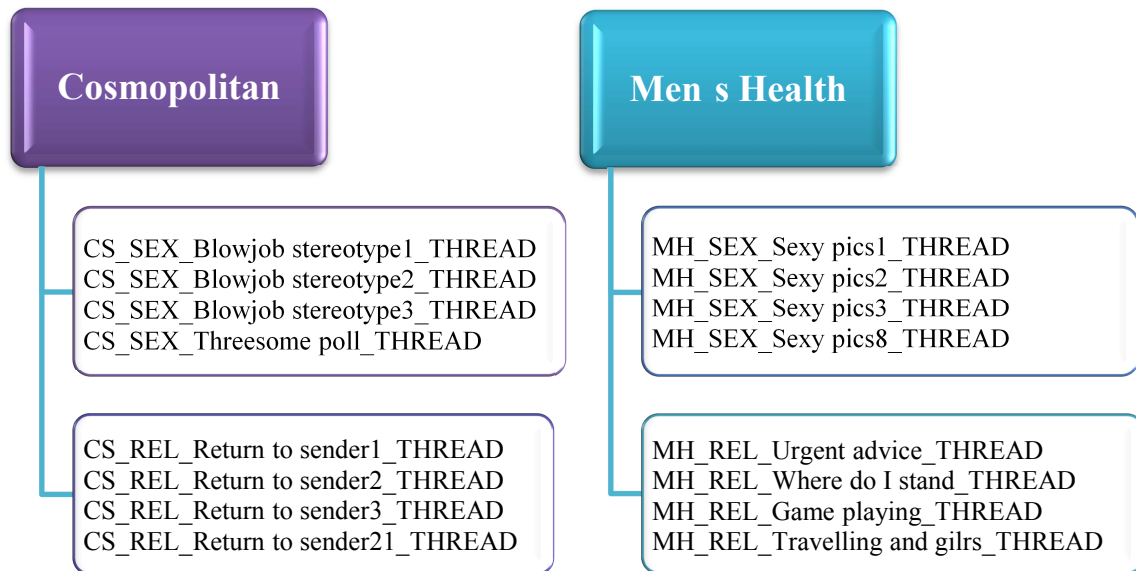 Cosmopolitan
CS_SEX_Blowjob stereotype1_THREAD
CS_SEX_Blowjob stereotype2_THREAD
CS_SEX_Blowjob stereotype3_THREAD
CS_SEX_Threesome poll_THREAD
CS_REL_Return to sender1_THREAD
CS_REL_Return to sender2_THREAD
CS_REL_Return to sender3_THREAD
CS_REL_Return to sender21_THREAD
Men s Health
MH_SEX_Sexy pics1_THREAD
MH_SEX_Sexy pics2_THREAD
MH_SEX_Sexy pics3_THREAD
MH_SEX_Sexy pics8_THREAD
MH_REL_Urgent advice_THREAD
MH_REL_Where do I stand_THREAD
MH_REL_Game playing_THREAD
MH_REL_Travelling and gilrs_THREAD